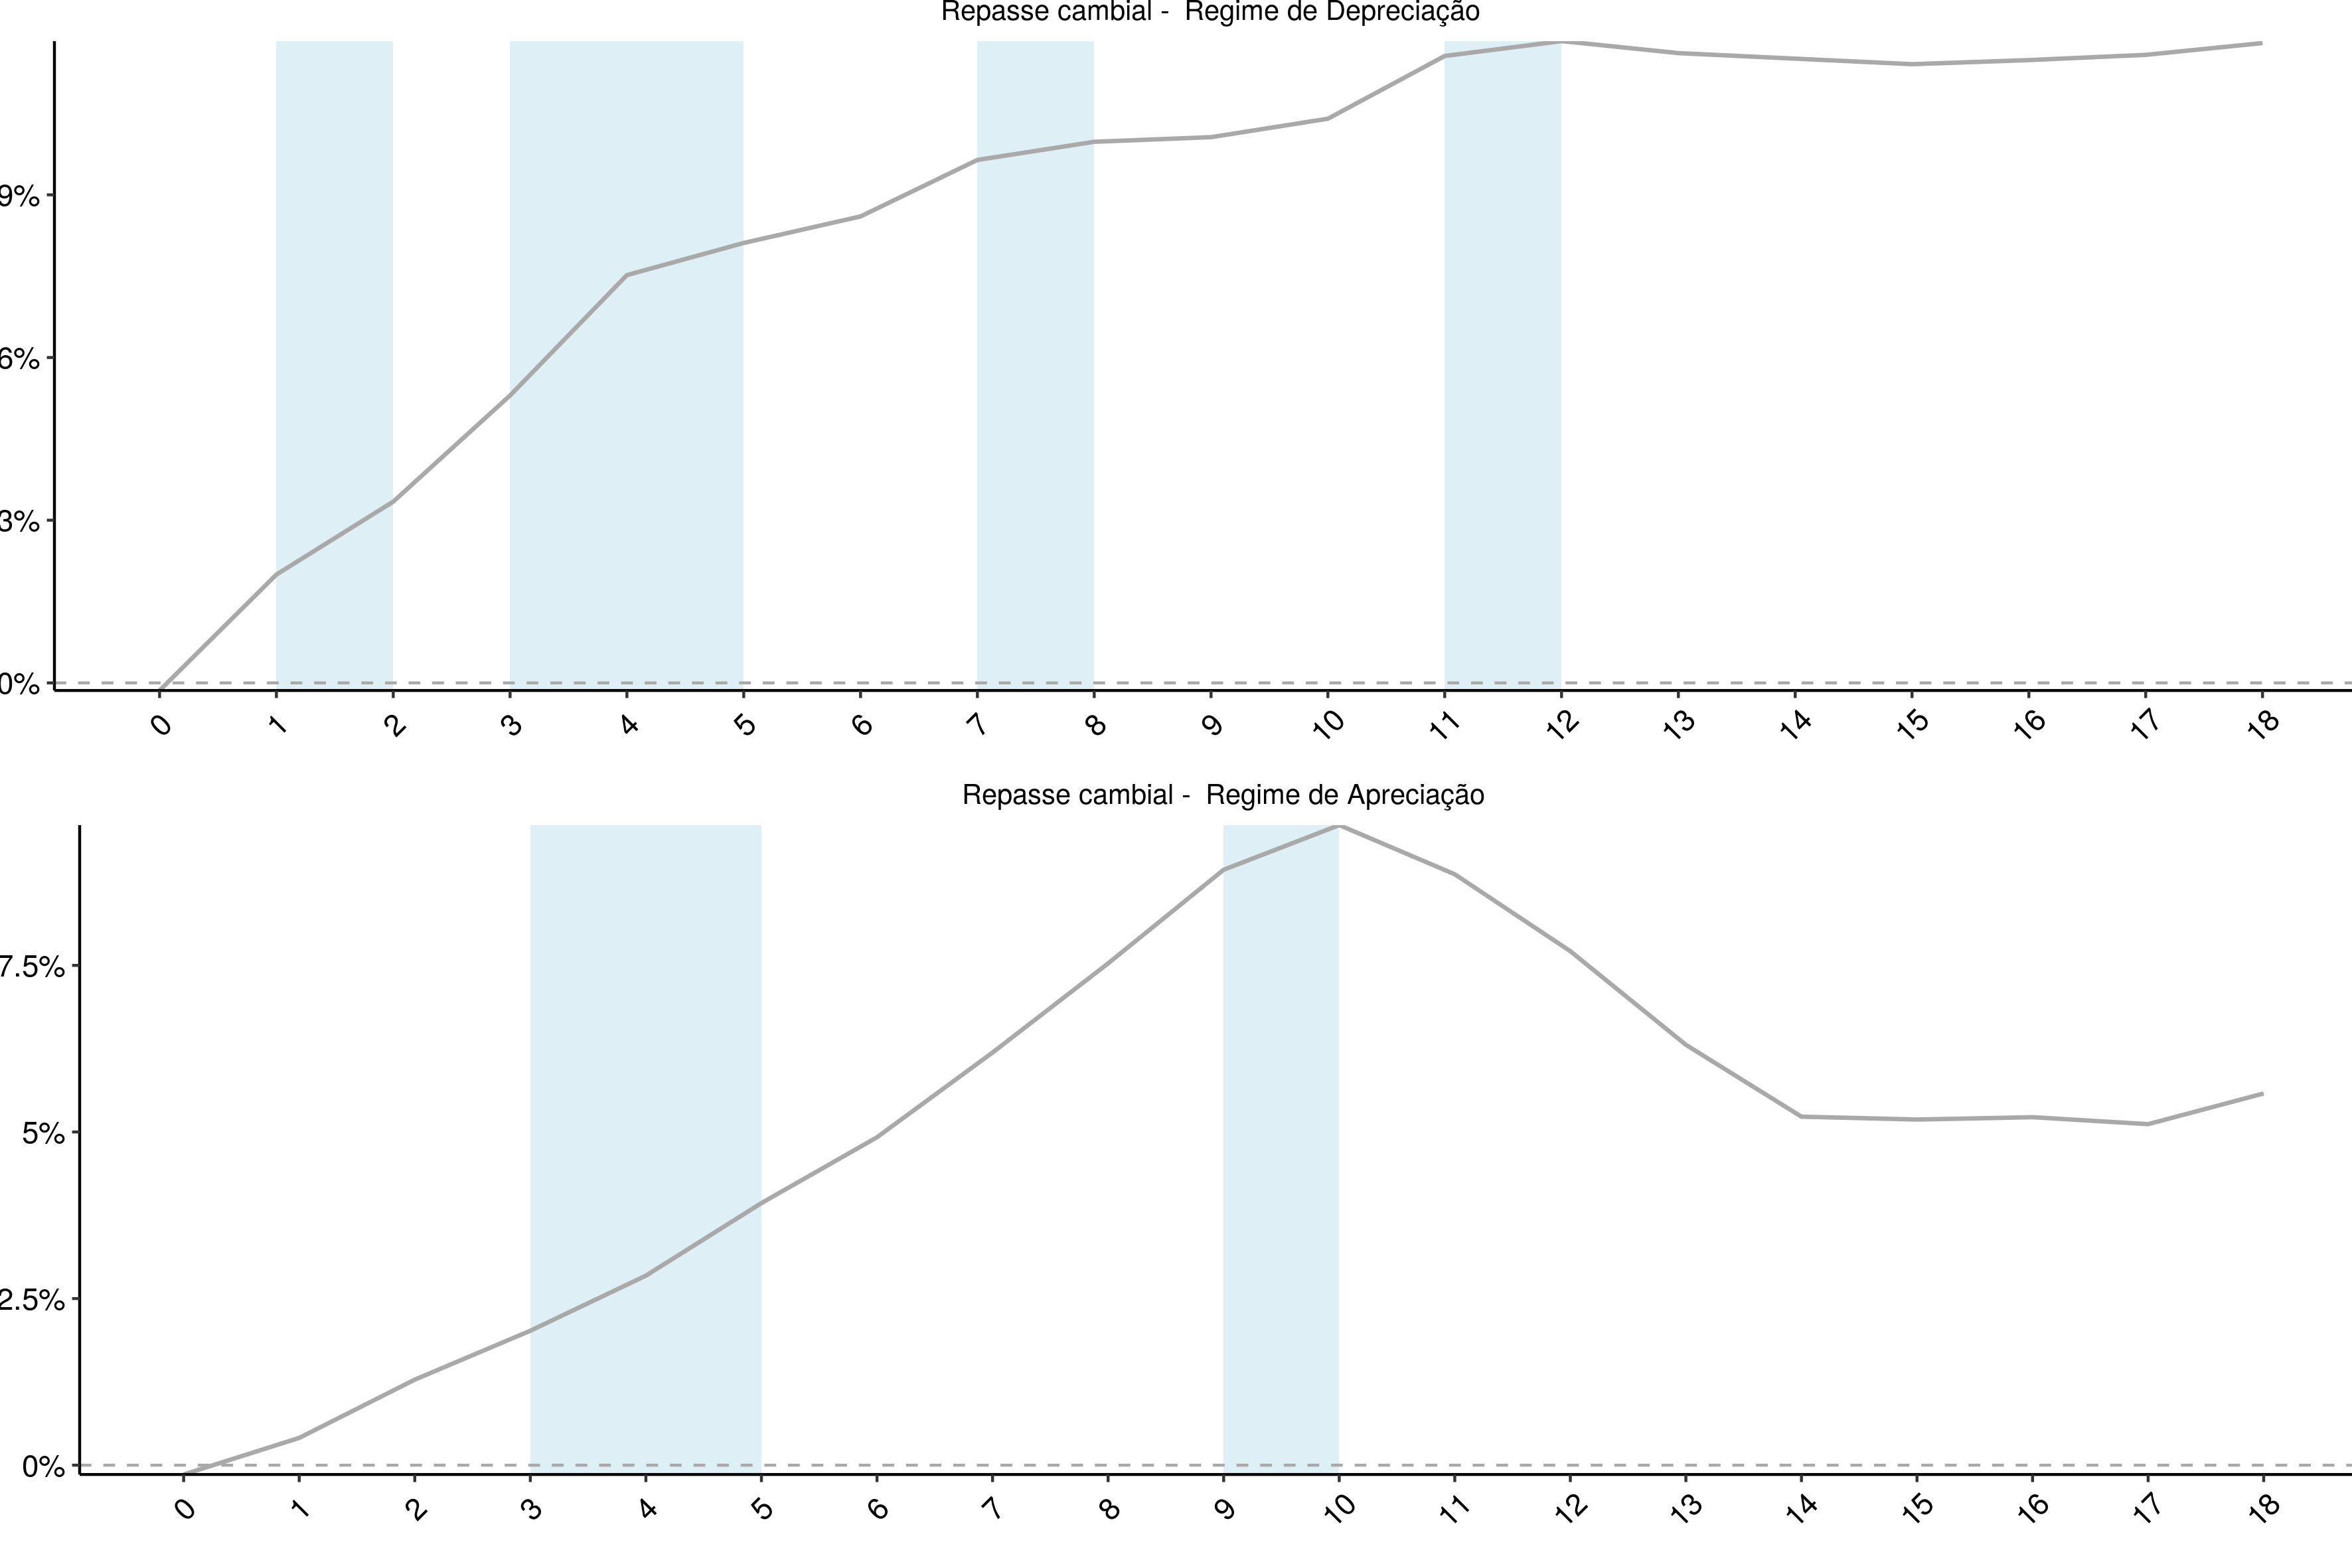 Repasse cambial -  Regime de Depreciação
9%
6%
3%
0%
0 1 2 3 4 5 6 7 8 9 10 11 12 13 14 15 16 17 18
Repasse cambial -  Regime de Apreciação
7.5%
5%
2.5%
0%
0 1 2 3 4 5 6 7 8 9 10 11 12 13 14 15 16 17 18